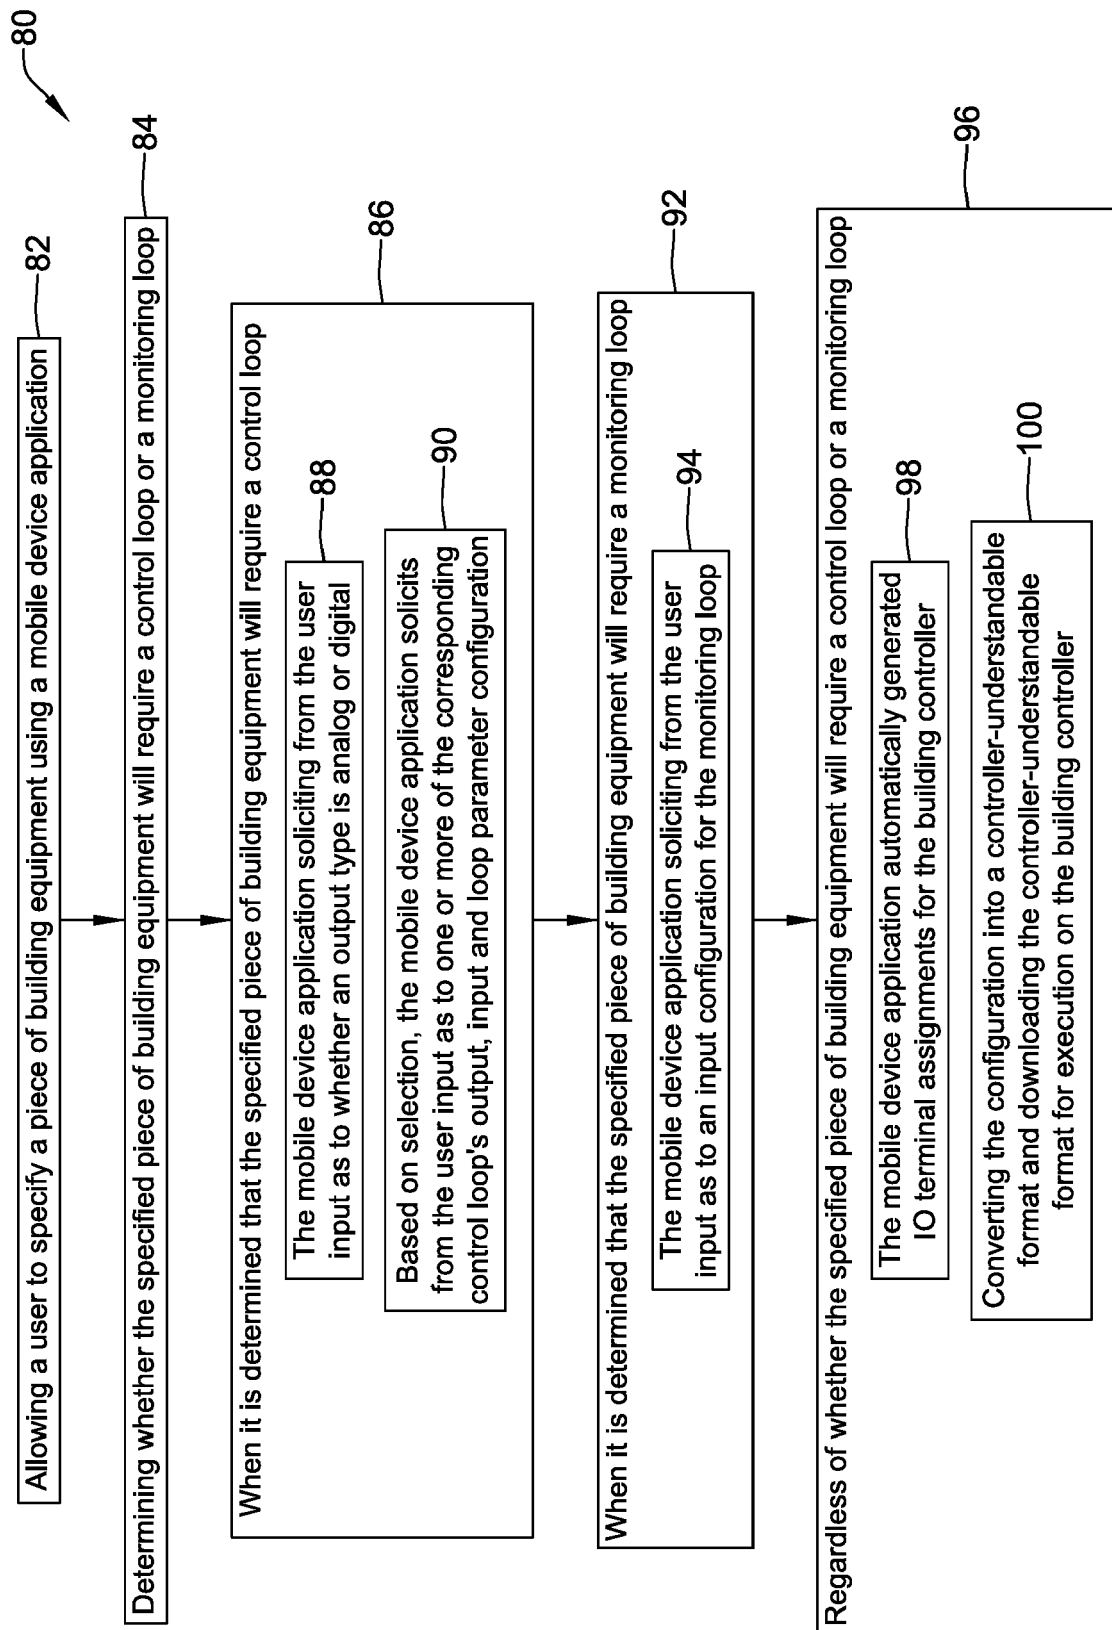 80
Allowing a user to specify a piece of building equipment using a mobile device application
82
Determining whether the specified piece of building equipment will require a control loop or a monitoring loop
84
When it is determined that the specified piece of building equipment will require a control loop
86
The mobile device application soliciting from the user
input as to whether an output type is analog or digital
88
Based on selection, the mobile device application solicits
from the user input as to one or more of the corresponding
control loop's output, input and loop parameter configuration
90
When it is determined that the specified piece of building equipment will require a monitoring loop
92
The mobile device application soliciting from the user
input as to an input configuration for the monitoring loop
94
Regardless of whether the specified piece of building equipment will require a control loop or a monitoring loop
96
The mobile device application automatically generated
IO terminal assignments for the building controller
98
Converting the configuration into a controller-understandable
format and downloading the controller-understandable
format for execution on the building controller
100